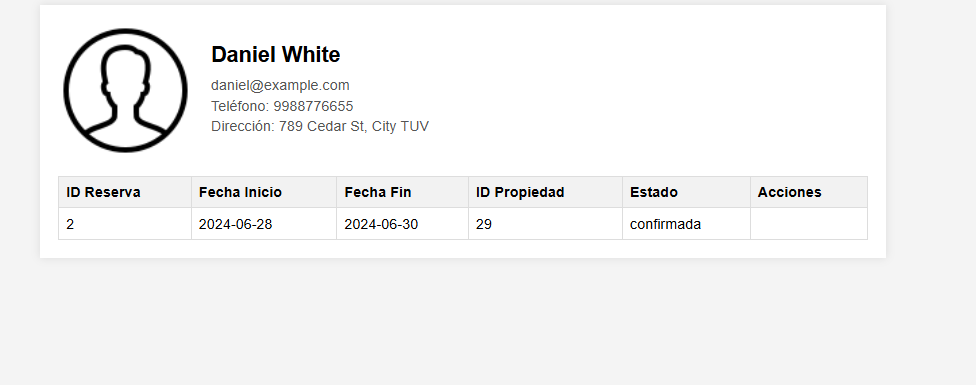 Daniel White
daniel@example.com
Teléfono: 9988776655
Dirección: 789 Cedar St, City TUV
ID Reserva Fecha Inicio Fecha Fin ID Propiedad Estado Acciones
2 2024-06-28 2024-06-30 29 confirmada